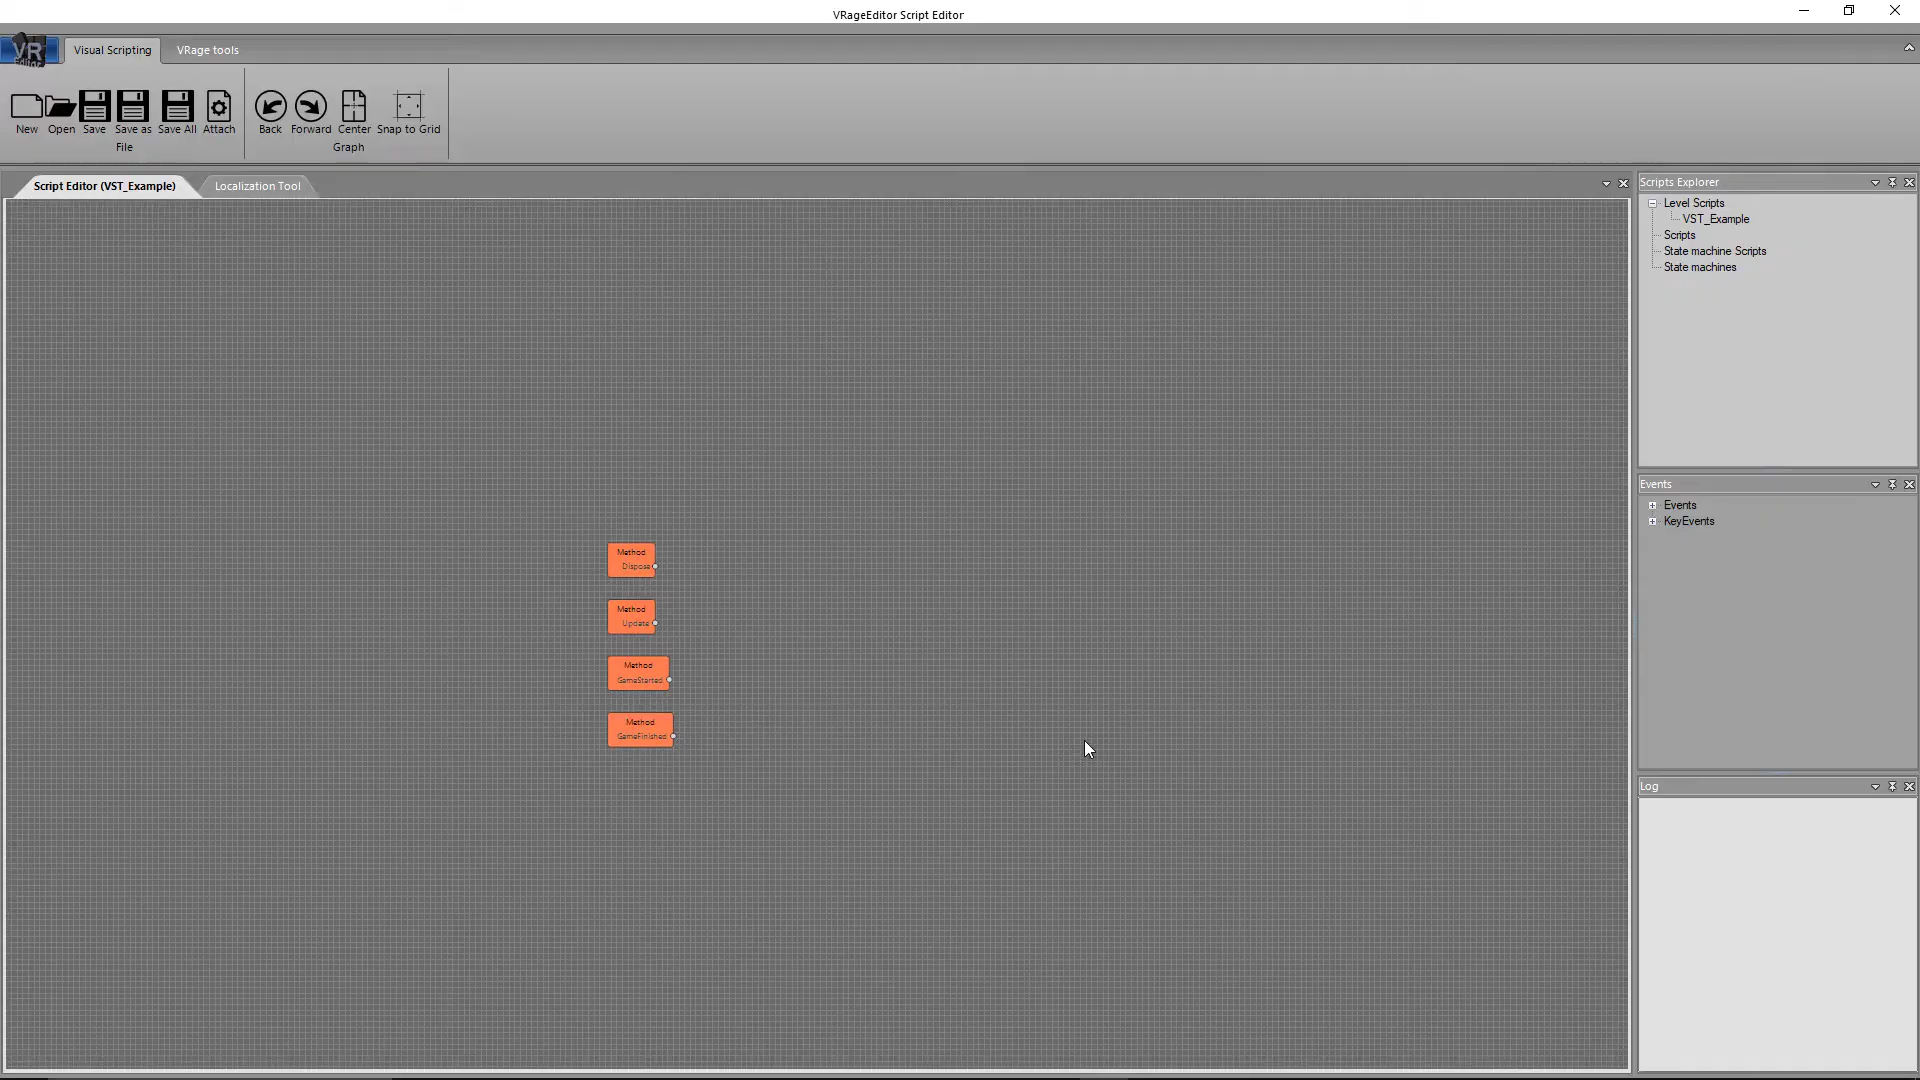 VRageEditor Script Editor
VR
Editor
Visual Scripting
VRage tools
New
Open
Save
Save as
Save All
Attach
Back
Forward
Center
Snap to Grid
File
Graph
Script Editor (VST_Example)
Localization Tool
Method
Dispose
Method
Update
Method
GameStarted
Method
GameFinished
Scripts Explorer
Level Scripts
VST_Example
Scripts
State machine Scripts
State machines
Events
Events
KeyEvents
Log